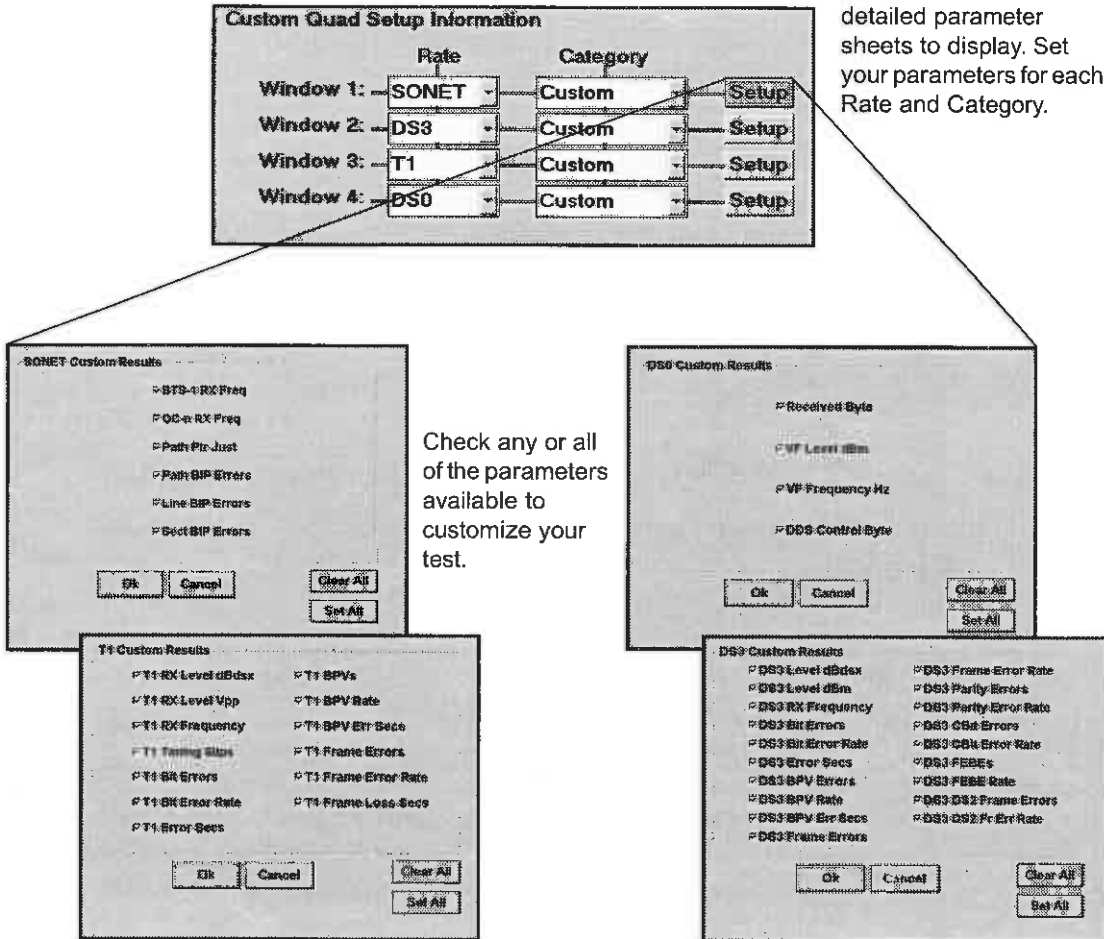 detailed parameter
sheets to display. Set
your parameters for each
Rate and Category.
Custom Quad Setup Information
Rate Category
Window 1: SONET Custom Setup
Window 2: DS3 Custom Setup
Window 3: T1 Custom Setup
Window 4: DS0 Custom Setup
SONET Custom Results
STS-1 RX Freq
OC-n RX Freq
Path Ptr Just
Path BIP Errors
Line BIP Errors
Sect BIP Errors
Ok Cancel Clear All
Set All
Check any or all
of the parameters
available to
customize your
test.
DS0 Custom Results
Received Byte
VF Level dBm
VF Frequency Hz
DDS Control Byte
Ok Cancel Clear All
Set All
T1 Custom Results
T1 RX Level dBdsx T1 BPVs
T1 RX Level Vpp T1 BPV Rate
T1 RX Frequency T1 BPV Err Secs
T1 Timing Slips T1 Frame Errors
T1 Bit Errors T1 Frame Error Rate
T1 Bit Error Rate T1 Frame Loss Secs
T1 Error Secs
Ok Cancel Clear All
Set All
DS3 Custom Results
DS3 Level dBdsx DS3 Frame Error Rate
DS3 Level dBm DS3 Parity Errors
DS3 RX Frequency DS3 Parity Error Rate
DS3 Bit Errors DS3 CBit Errors
DS3 Bit Error Rate DS3 CBit Error Rate
DS3 Error Secs DS3 FEBEs
DS3 BPV Errors DS3 FEBE Rate
DS3 BPV Rate DS3 DS2 Frame Errors
DS3 BPV Err Secs DS3 DS2 Fr Err Rate
DS3 Frame Errors
Ok Cancel Clear All
Set All